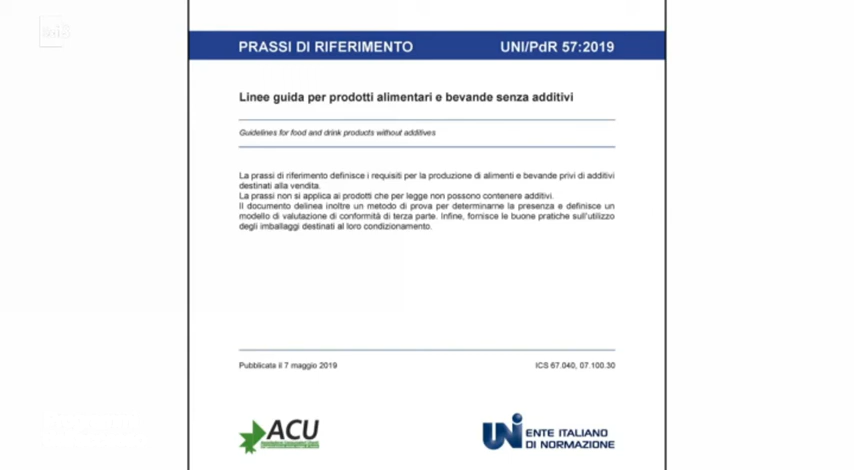 PRASSI DI RIFERIMENTO UNI/PdR 57:2019
Linee guida per prodotti alimentari e bevande senza additivi
Guidelines for food and drink products without additives
La prassi di riferimento definisce i requisiti per la produzione di alimenti e bevande privi di additivi
destinati alla vendita.
La prassi non si applica ai prodotti che per legge non possono contenere additivi.
Il documento delinea inoltre un metodo di prova per determinarne la presenza e definisce un
modello di valutazione di conformità di terza parte. Infine, fornisce le buone pratiche sull'utilizzo
degli imballaggi destinati al loro condizionamento.
Pubblicata il 7 maggio 2019 ICS 67.040, 07.100.30
ACU
UNI ENTE ITALIANO
DI NORMAZIONE